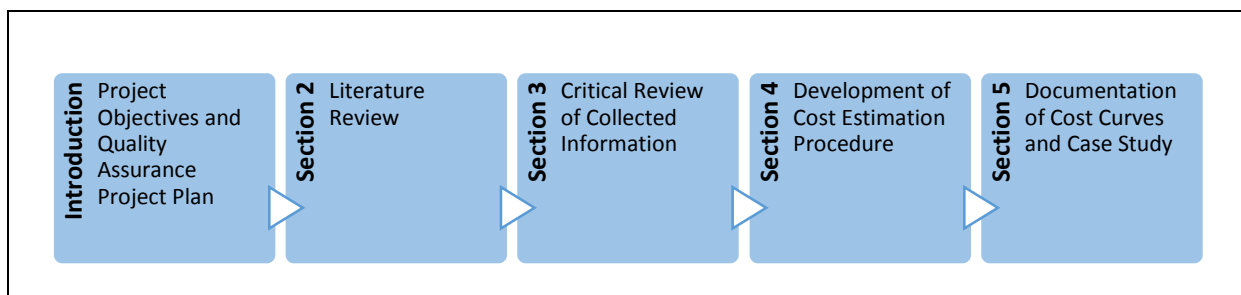 Introduction
Project
Objectives and
Quality
Assurance
Project Plan
Section 2
Literature
Review
Section 3
Critical Review
of Collected
Information
Section 4
Development of
Cost Estimation
Procedure
Section 5
Documentation
of Cost Curves
and Case Study